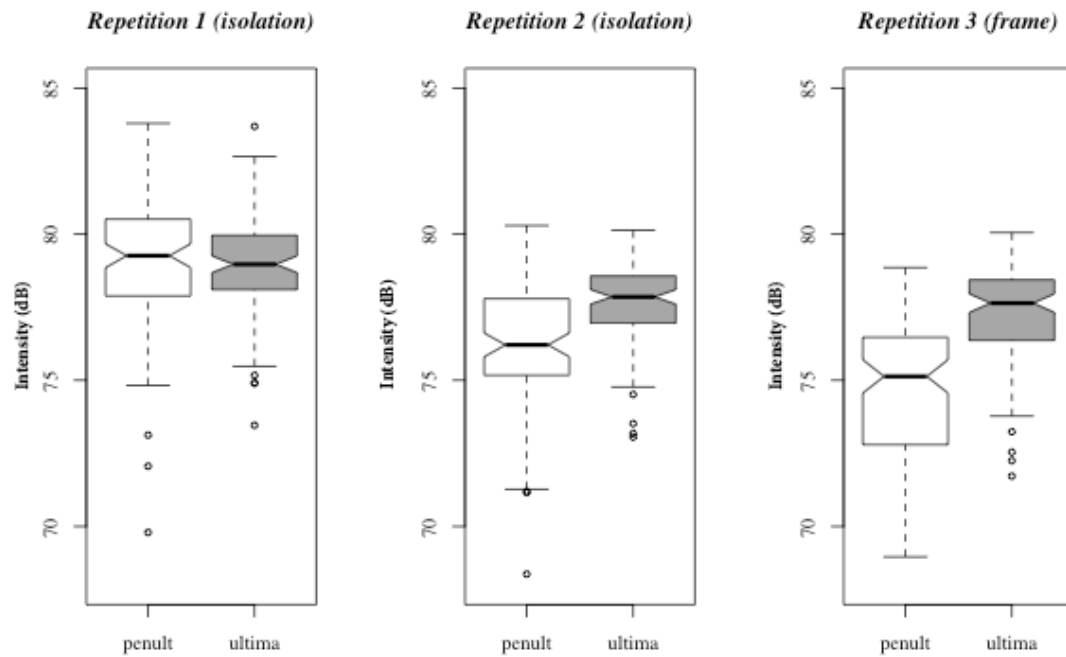 Repetition 1 (isolation)
Intensity (dB)
85
80
75
70
penult ultima
Repetition 2 (isolation)
Intensity (dB)
85
80
75
70
penult ultima
Repetition 3 (frame)
Intensity (dB)
85
80
75
70
penult ultima